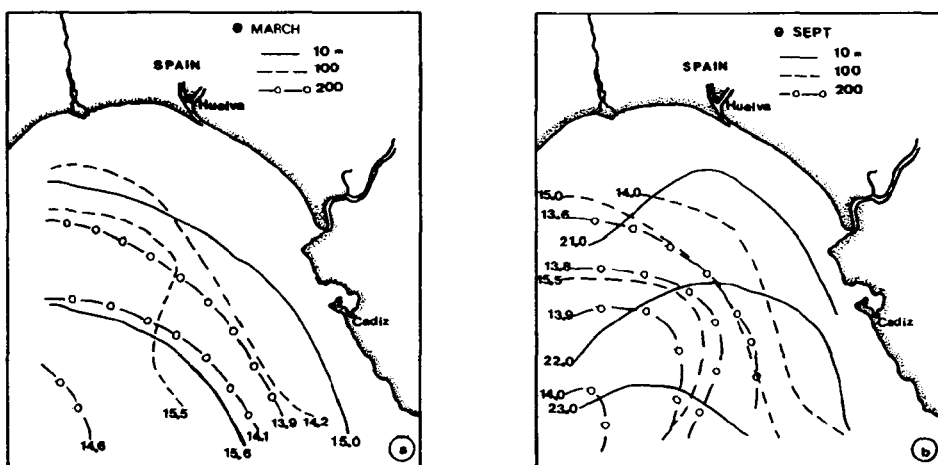 MARCH
10 m
SPAIN
100
200
Huelva
Cadiz
15,5
14,6
14,1
15,6
13,9
14,2
15,0
a
SEPT
10 m
SPAIN
100
200
Huelva
15,0
14,0
13,6
21,0
13,8
15,5
13,9
Cadiz
22,0
14,0
23,0
b